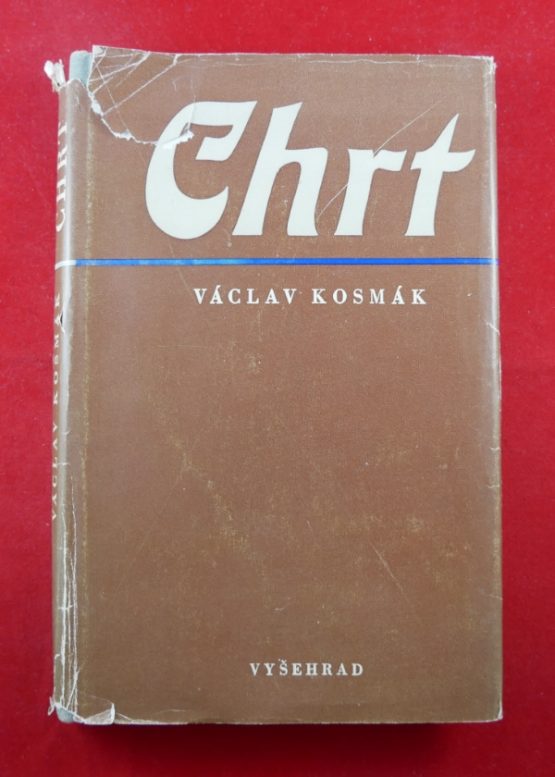 Chrt
VÁCLAV KOSMÁK
VYŠEHRAD
VÁCLAV KOSMÁK
CHRT